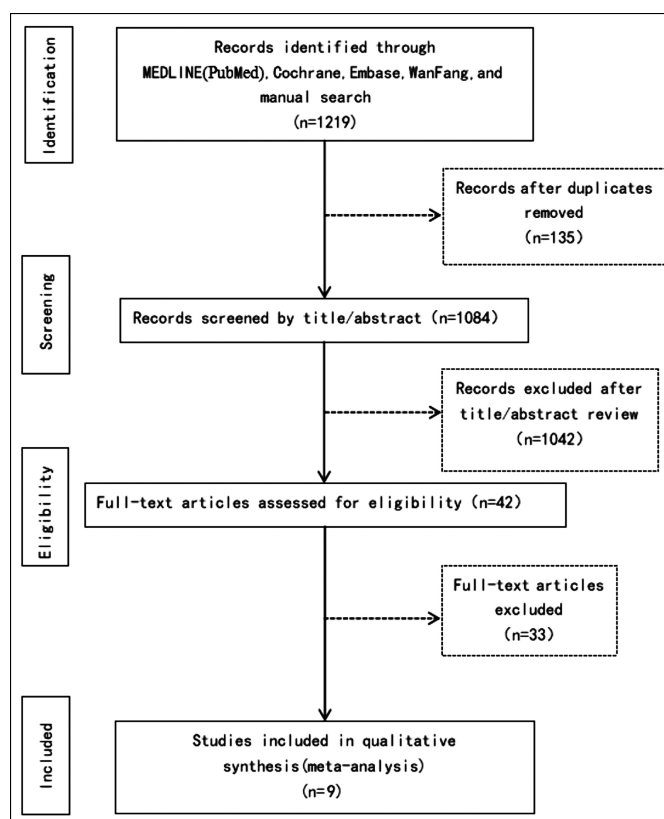 Identification
Records identified through
MEDLINE(PubMed), Cochrane, Embase, WanFang, and
manual search
(n=1219)
Records after duplicates
removed
(n=135)
Screening
Records screened by title/abstract (n=1084)
Records excluded after
title/abstract review
(n=1042)
Eligibility
Full-text articles assessed for eligibility (n=42)
Full-text articles
excluded
(n=33)
Included
Studies included in qualitative
synthesis(meta-analysis)
(n=9)